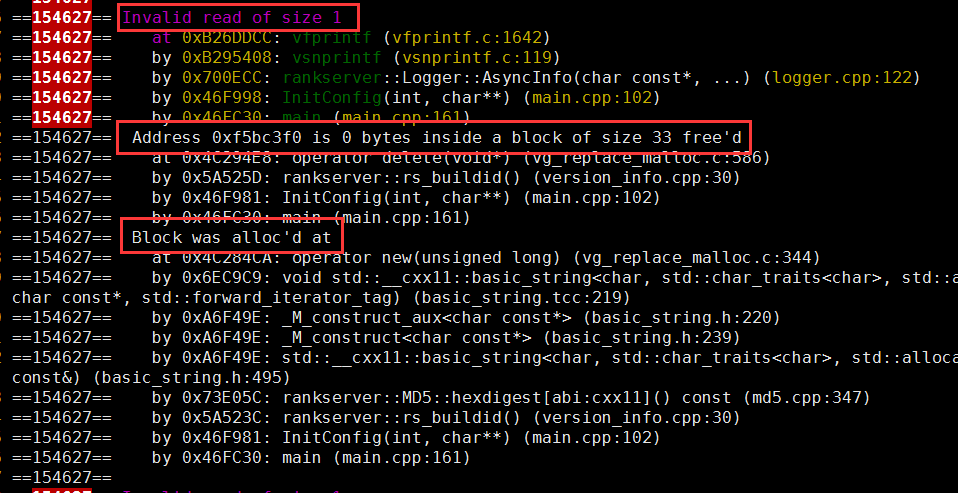 ==154627== Invalid read of size 1
==154627==    at 0xB26DDCC: vfprintf (vfprintf.c:1642)
==154627==    by 0xB295408: vsnprintf (vsnprintf.c:119)
==154627==    by 0x700ECC: rankserver::Logger::AsyncInfo(char const*, ...) (logger.cpp:122)
==154627==    by 0x46F998: InitConfig(int, char**) (main.cpp:102)
==154627==    by 0x46FC30: main (main.cpp:161)
==154627==  Address 0xf5bc3f0 is 0 bytes inside a block of size 33 free'd
==154627==    at 0x4C294E8: operator delete(void*) (vg_replace_malloc.c:586)
==154627==    by 0x5A525D: rankserver::rs_buildid() (version_info.cpp:30)
==154627==    by 0x46F981: InitConfig(int, char**) (main.cpp:102)
==154627==    by 0x46FC30: main (main.cpp:161)
==154627==  Block was alloc'd at
==154627==    at 0x4C284CA: operator new(unsigned long) (vg_replace_malloc.c:344)
==154627==    by 0x6EC9C9: void std::__cxx11::basic_string<char, std::char_traits<char>, std::a
char const*, std::forward_iterator_tag) (basic_string.tcc:219)
==154627==    by 0xA6F49E: _M_construct_aux<char const*> (basic_string.h:220)
==154627==    by 0xA6F49E: _M_construct<char const*> (basic_string.h:239)
==154627==    by 0xA6F49E: std::__cxx11::basic_string<char, std::char_traits<char>, std::alloca
const&) (basic_string.h:495)
==154627==    by 0x73E05C: rankserver::MD5::hexdigest[abi:cxx11]() const (md5.cpp:347)
==154627==    by 0x5A523C: rankserver::rs_buildid() (version_info.cpp:30)
==154627==    by 0x46F981: InitConfig(int, char**) (main.cpp:102)
==154627==    by 0x46FC30: main (main.cpp:161)
==154627==